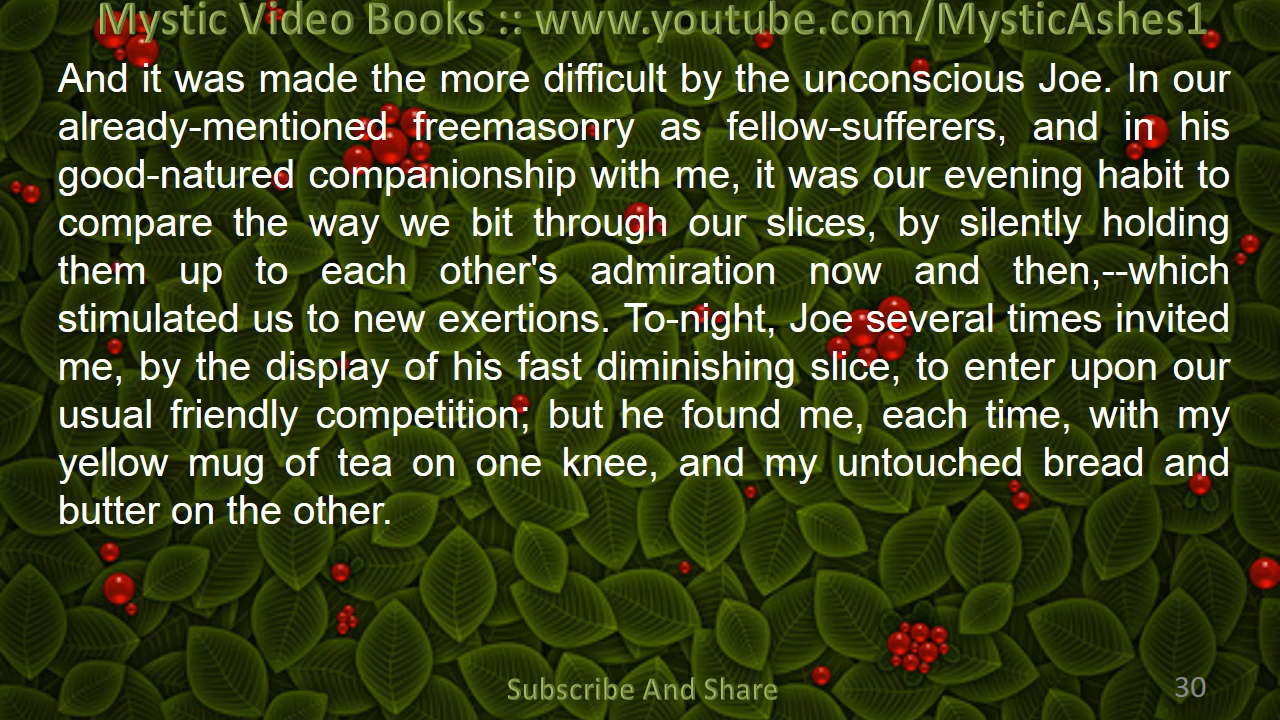 Mystic Video Books :: www.youtube.com/MysticAshes1
And it was made the more difficult by the unconscious Joe. In our
already-mentioned freemasonry as fellow-sufferers, and in his
good-natured companionship with me, it was our evening habit to
compare the way we bit through our slices, by silently holding
them up to each other's admiration now and then,--which
stimulated us to new exertions. To-night, Joe several times invited
me, by the display of his fast diminishing slice, to enter upon our
usual friendly competition; but he found me, each time, with my
yellow mug of tea on one knee, and my untouched bread and
butter on the other.
Subscribe And Share
30